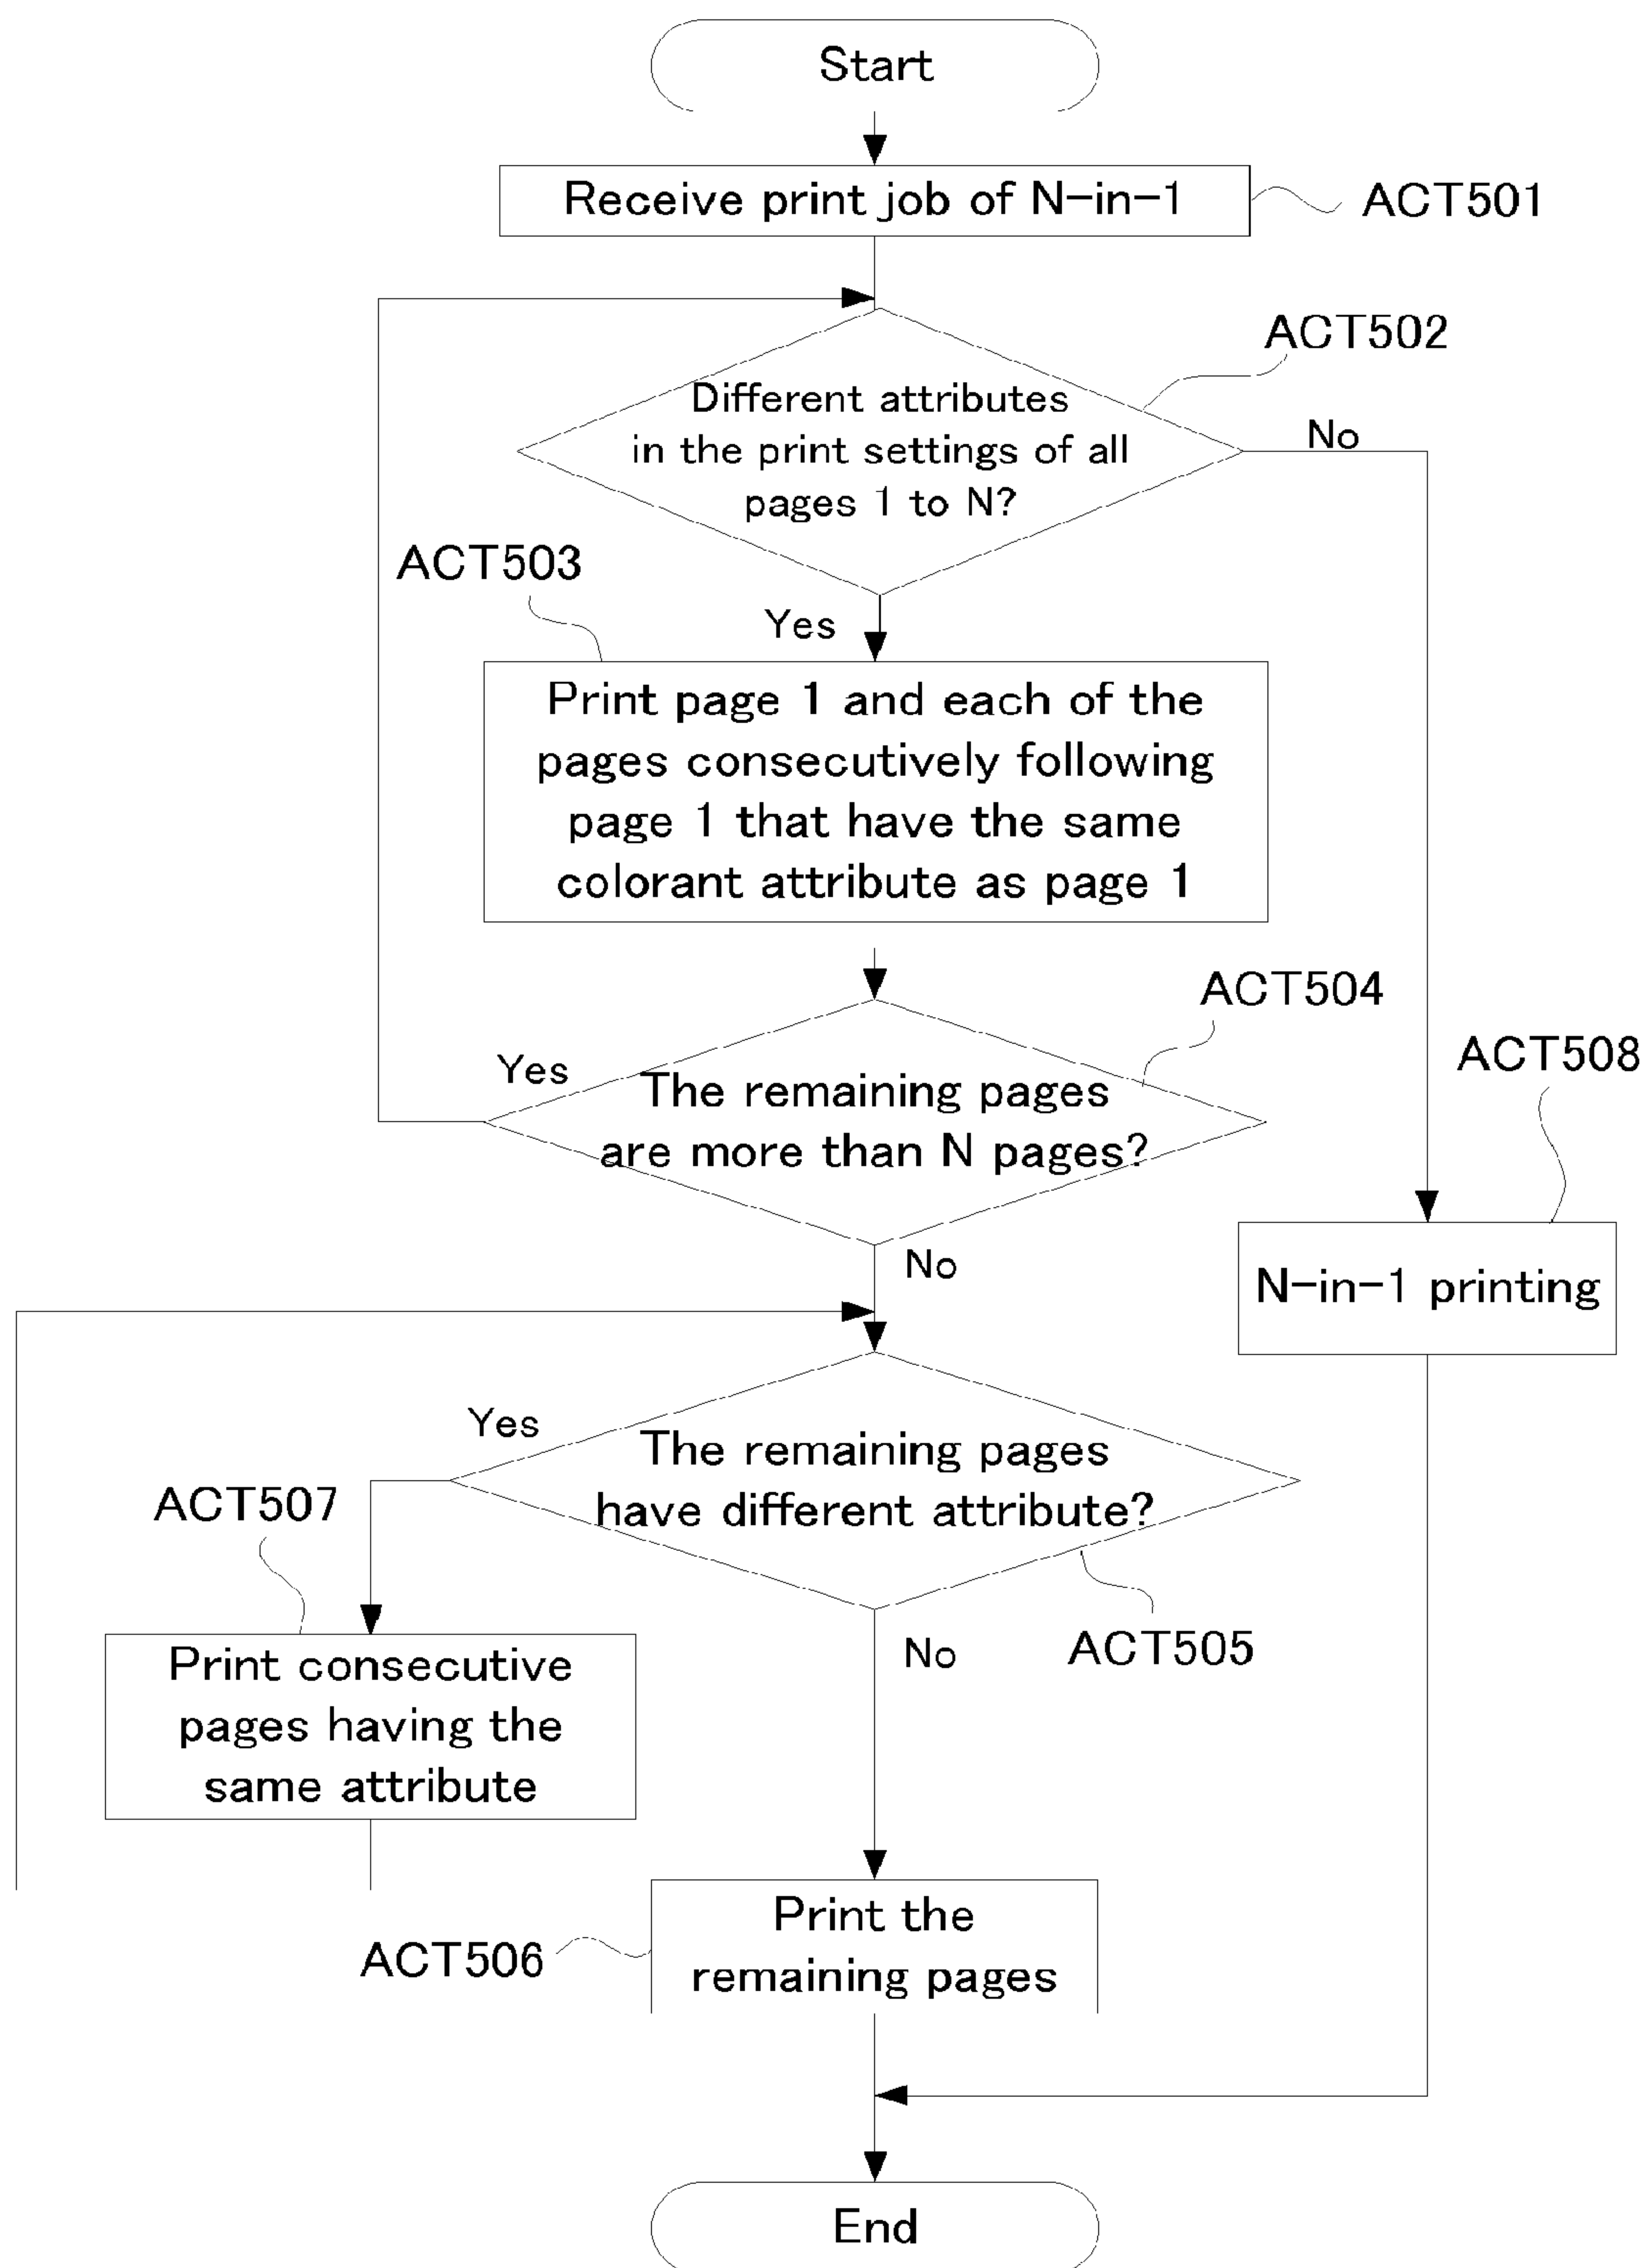 Start
Receive print job of N-in-1
ACT501
ACT502
Different attributes
in the print settings of all
pages 1 to N?
No
ACT503
Yes
Print page 1 and each of the
pages consecutively following
page 1 that have the same
colorant attribute as page 1
ACT504
Yes
The remaining pages
are more than N pages?
ACT508
No
N-in-1 printing
Yes
The remaining pages
have different attribute?
ACT507
No
ACT505
Print consecutive
pages having the
same attribute
Print the
remaining pages
ACT506
End